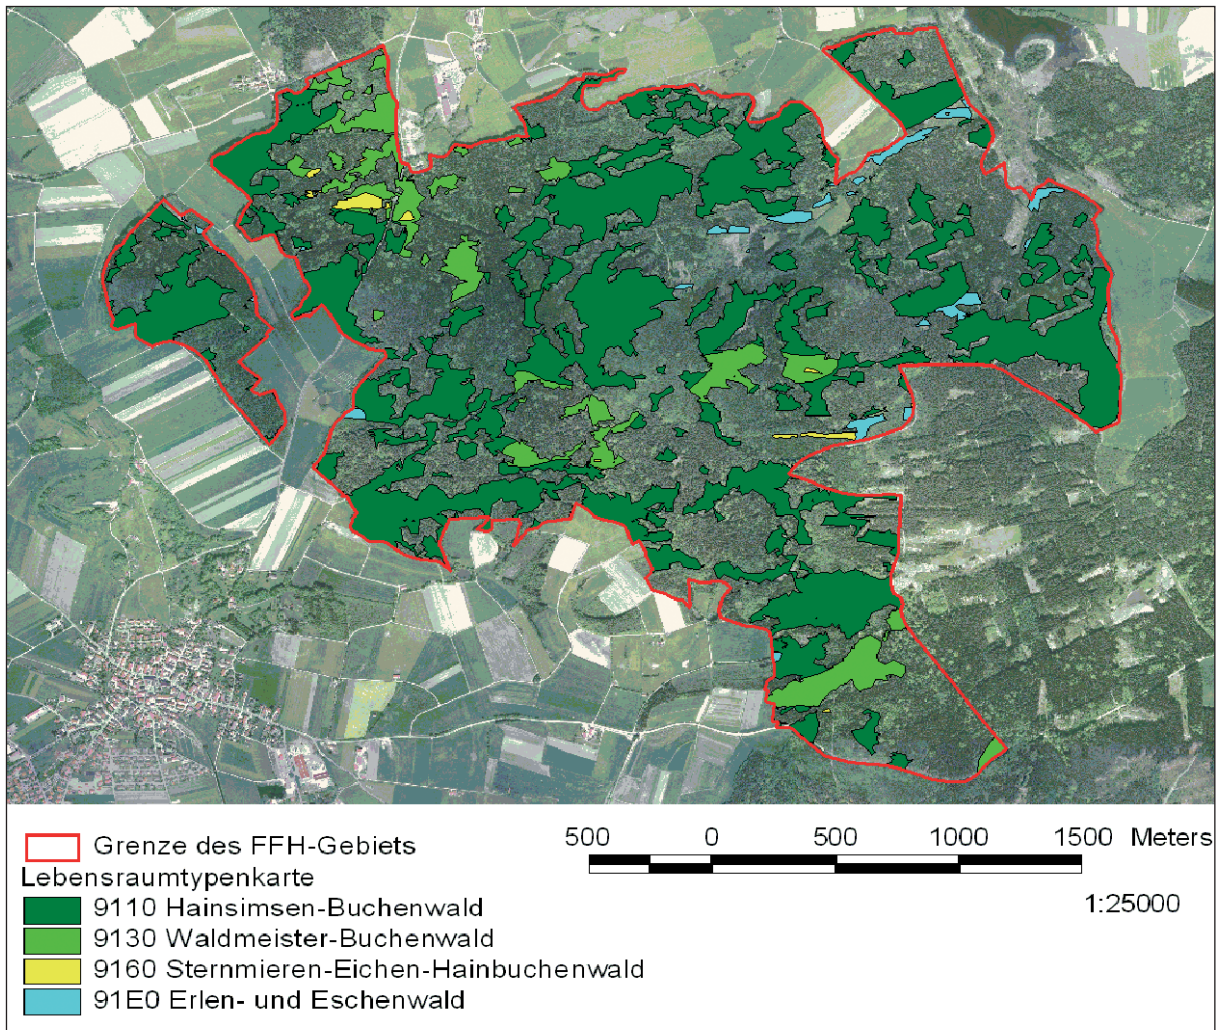 Grenze des FFH-Gebiets
Lebensraumtypenkarte
9110 Hainsimsen-Buchenwald
9130 Waldmeister-Buchenwald
9160 Sternmieren-Eichen-Hainbuchenwald
91E0 Erlen- und Eschenwald
500 0 500 1000 1500 Meters
1:25000